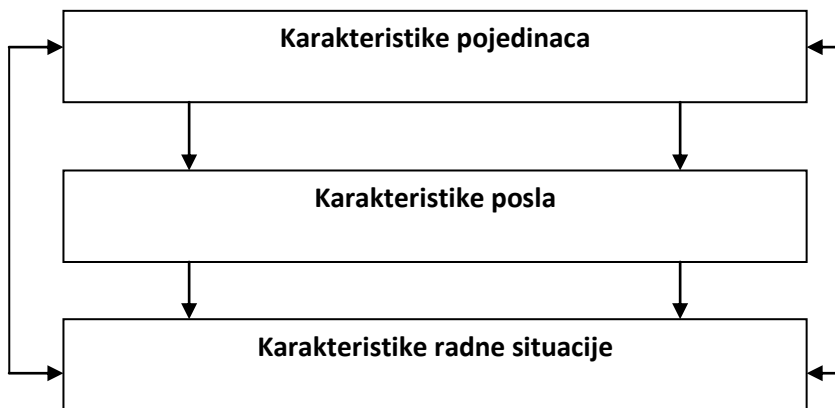 Karakteristike pojedinaca
Karakteristike posla
Karakteristike radne situacije